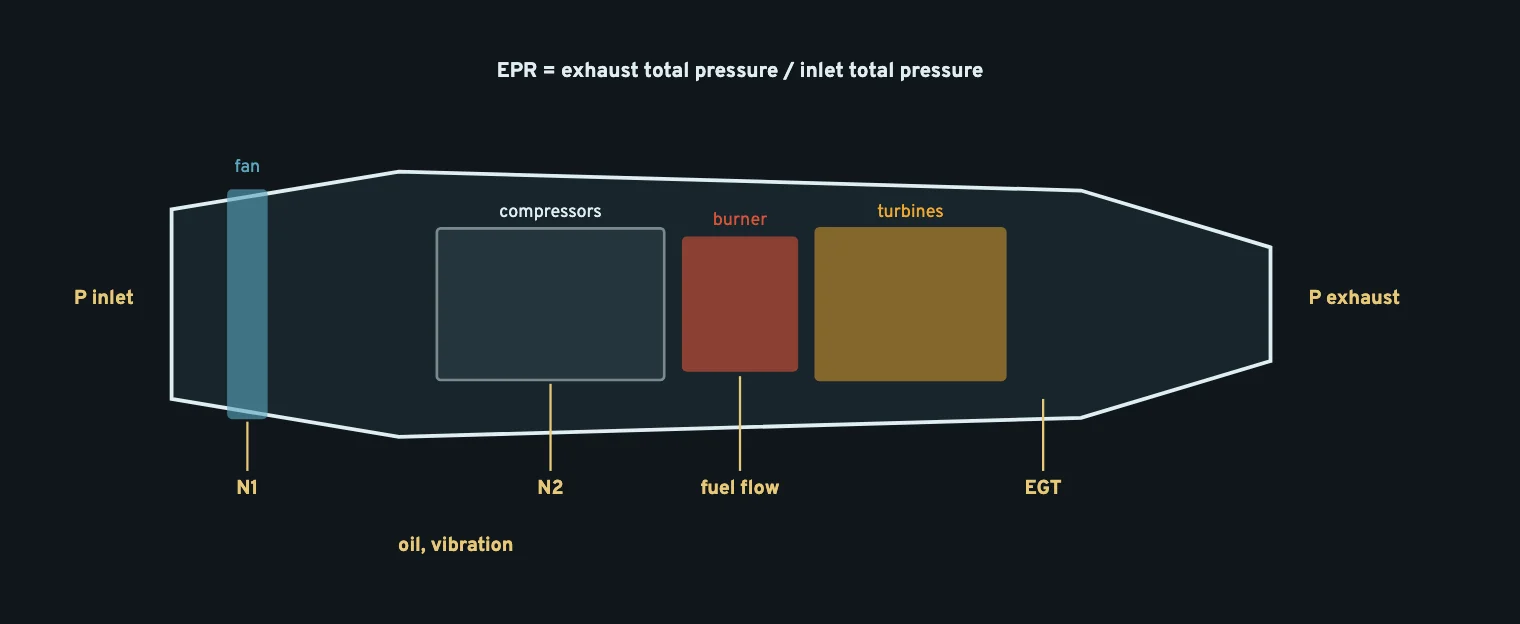 EPR = exhaust total pressure / inlet total pressure
fan
compressors
burner
turbines
P inlet
P exhaust
N1
N2
fuel flow
EGT
oil, vibration